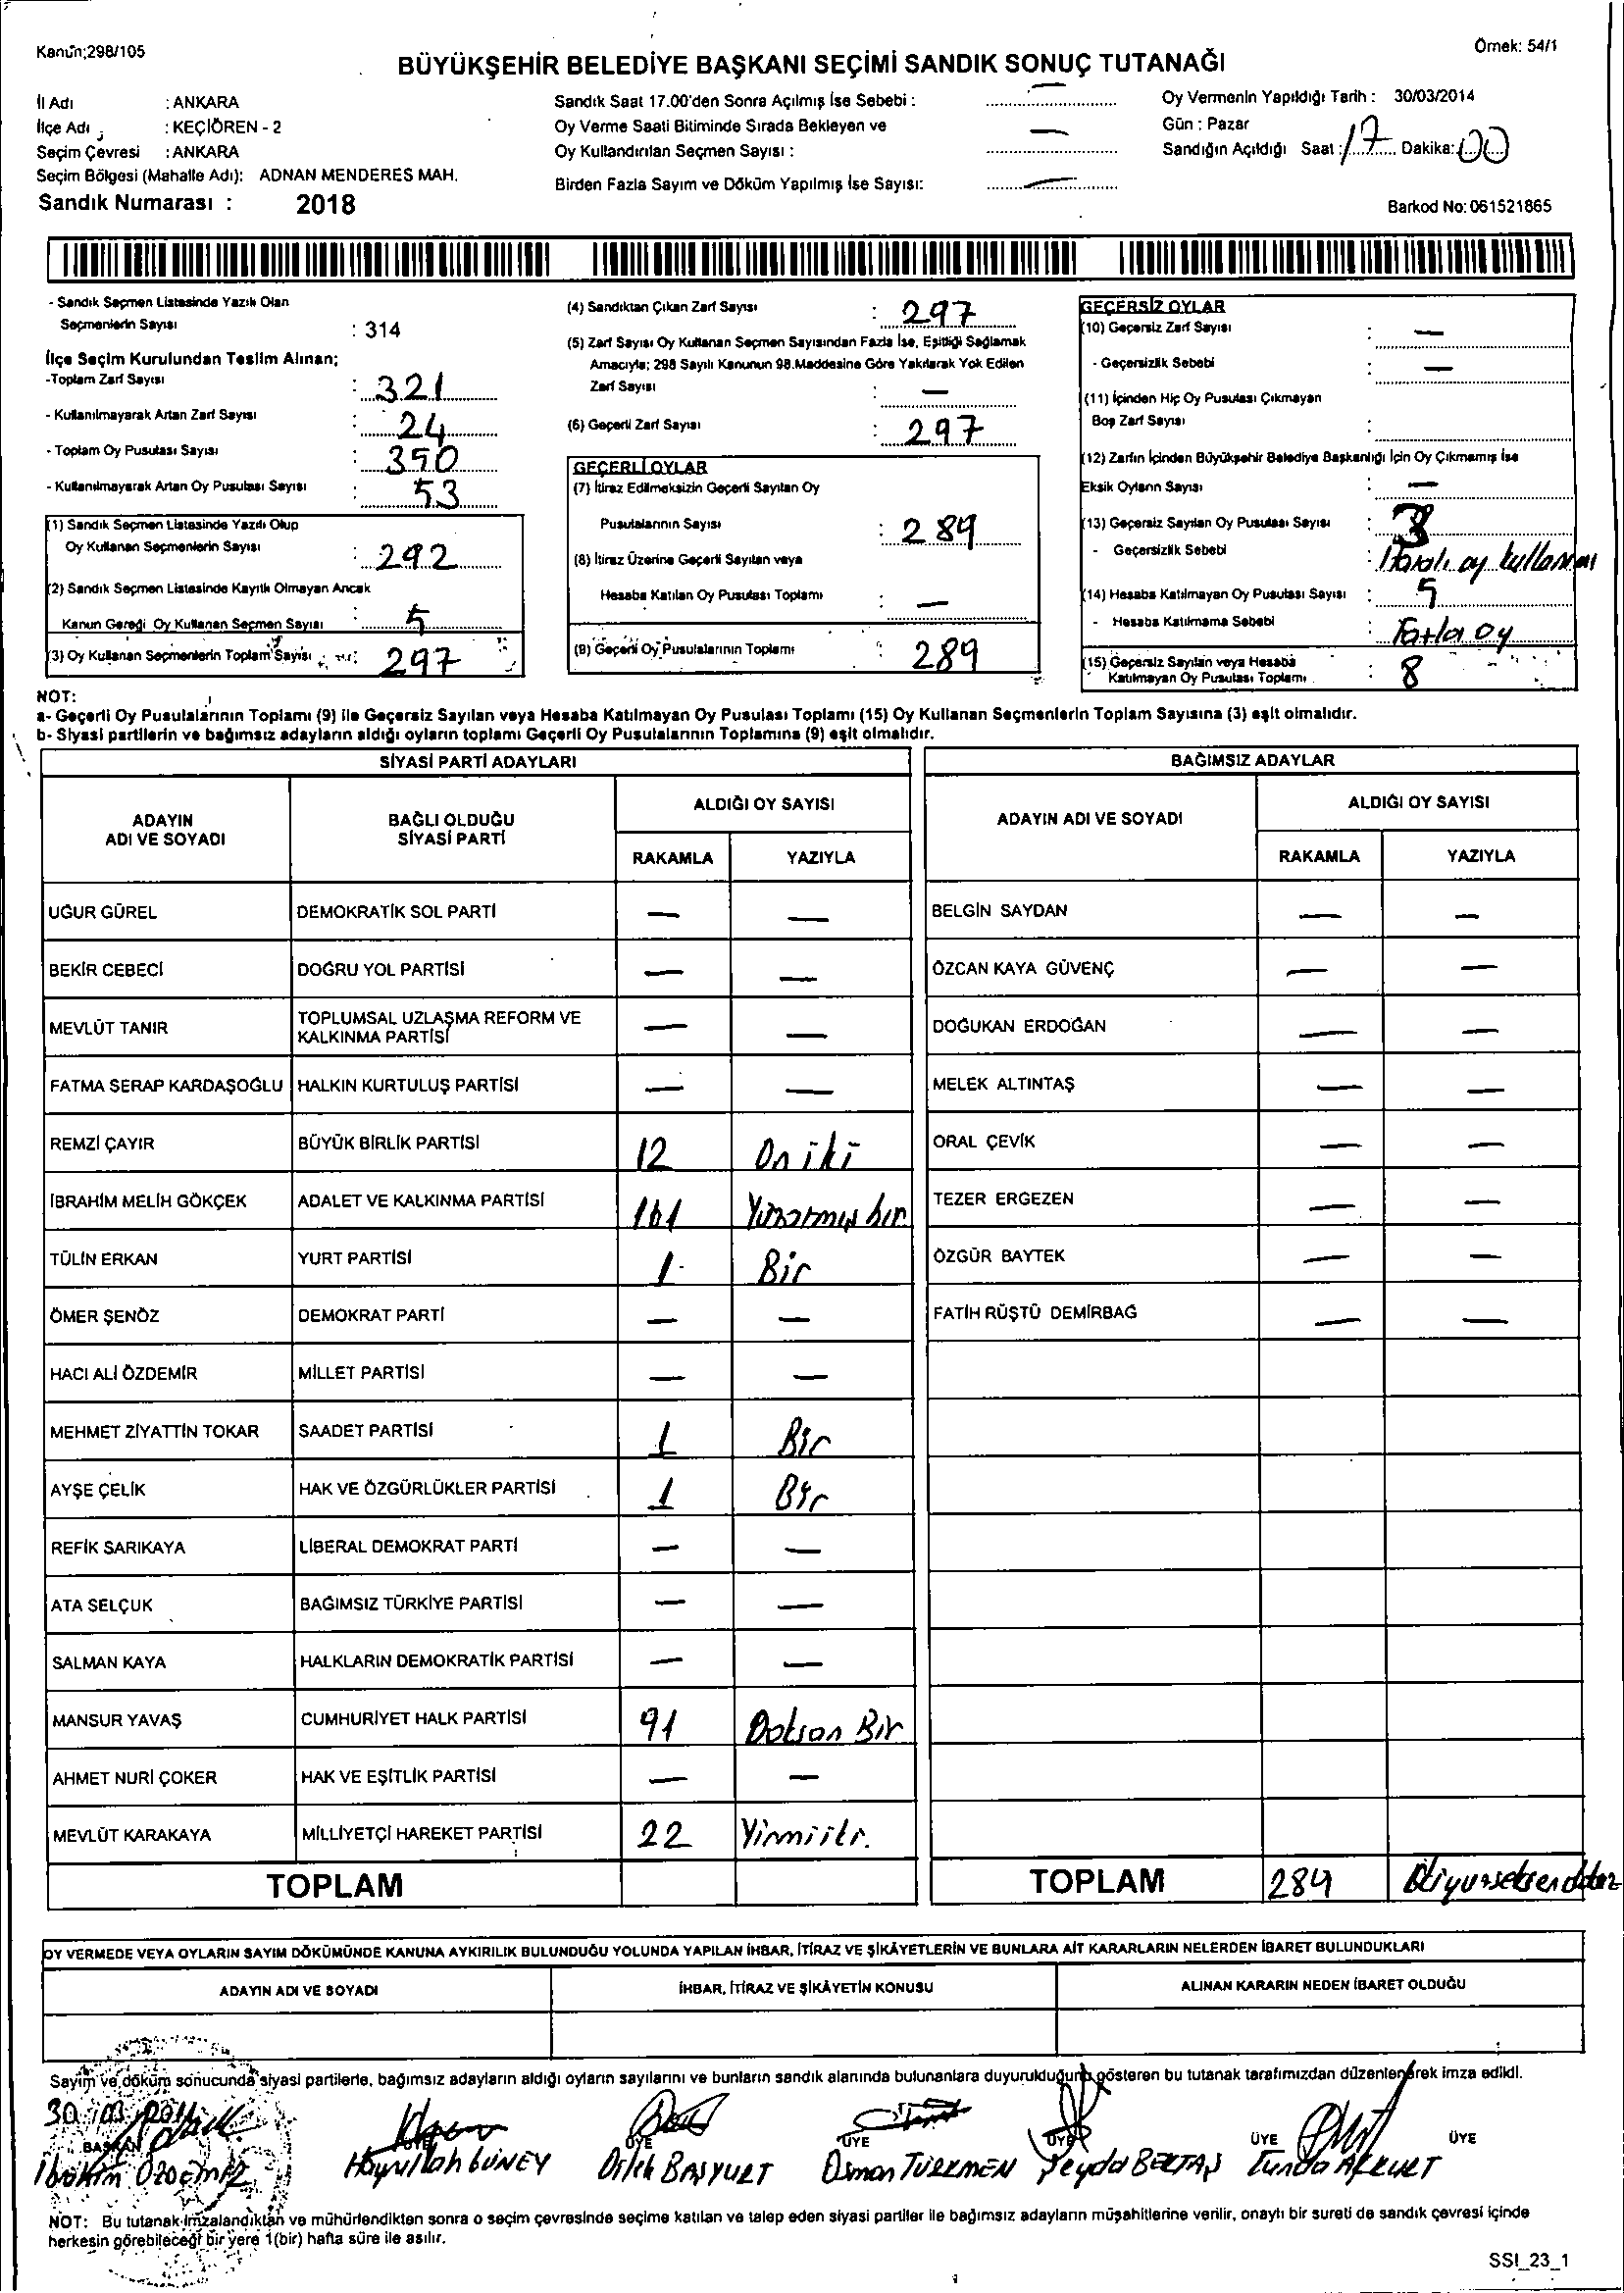 Kanun;298/105
Örnek: 54/1
BÜYÜKŞEHİR BELEDİYE BAŞKANI SEÇİMİ SANDIK SONUÇ TUTANAĞI
İl Adı : ANKARA
İlçe Adı : KEÇİÖREN - 2
Seçim Çevresi : ANKARA
Seçim Bölgesi (Mahalle Adı): ADNAN MENDERES MAH.
Sandık Numarası : 2018
Sandık Saat 17.00'den Sonra Açılmış İse Sebebi : —
Oy Verme Saati Bitiminde Sırada Bekleyen ve
Oy Kullandırılan Seçmen Sayısı : —
Birden Fazla Sayım ve Döküm Yapılmış İse Sayısı: —
Oy Vermenin Yapıldığı Tarih : 30/03/2014
Gün : Pazar
Sandığın Açıldığı Saat : 17 Dakika: 00
Barkod No: 061521865
- Sandık Seçmen Listesinde Yazılı Olan
Seçmenlerin Sayısı : 314
İlçe Seçim Kurulundan Teslim Alınan;
-Toplam Zarf Sayısı : 321
- Kullanılmayarak Artan Zarf Sayısı : 24
- Toplam Oy Pusulası Sayısı : 350
- Kullanılmayarak Artan Oy Pusulası Sayısı : 53
(1) Sandık Seçmen Listesinde Yazılı Olup
Oy Kullanan Seçmenlerin Sayısı : 292
(2) Sandık Seçmen Listesinde Kayıtlı Olmayan Ancak
Kanun Gereği Oy Kullanan Seçmen Sayısı : 5
(3) Oy Kullanan Seçmenlerin Toplam Sayısı : 297
(4) Sandıktan Çıkan Zarf Sayısı : 297
(5) Zarf Sayısı Oy Kullanan Seçmen Sayısından Fazla İse, Eşitliği Sağlamak
Amacıyla; 298 Sayılı Kanunun 98.Maddesine Göre Yakılarak Yok Edilen
Zarf Sayısı : —
(6) Geçerli Zarf Sayısı : 297
GEÇERLİ OYLAR
(7) İtiraz Edilmeksizin Geçerli Sayılan Oy
Pusulalarının Sayısı : 289
(8) İtiraz Üzerine Geçerli Sayılan veya
Hesaba Katılan Oy Pusulası Toplamı : —
(9) Geçerli Oy Pusulalarının Toplamı : 289
GEÇERSİZ OYLAR
(10) Geçersiz Zarf Sayısı : —
- Geçersizlik Sebebi : —
(11) İçinden Hiç Oy Pusulası Çıkmayan
Boş Zarf Sayısı :
(12) Zarfın İçinden Büyükşehir Belediye Başkanlığı İçin Oy Çıkmamış İse
Eksik Oyların Sayısı : —
(13) Geçersiz Sayılan Oy Pusulası Sayısı : 3
- Geçersizlik Sebebi : oy
(14) Hesaba Katılmayan Oy Pusulası Sayısı : 5
- Hesaba Katılmama Sebebi : Fazla oy
(15) Geçersiz Sayılan veya Hesaba
Katılmayan Oy Pusulası Toplamı : 8
NOT:
a- Geçerli Oy Pusulalarının Toplamı (9) ile Geçersiz Sayılan veya Hesaba Katılmayan Oy Pusulası Toplamı (15) Oy Kullanan Seçmenlerin Toplam Sayısına (3) eşit olmalıdır.
b- Siyasi partilerin ve bağımsız adayların aldığı oyların toplamı Geçerli Oy Pusulalarının Toplamına (9) eşit olmalıdır.
SİYASİ PARTİ ADAYLARI
ADAYIN ADI VE SOYADI
BAĞLI OLDUĞU SİYASİ PARTİ
ALDIĞI OY SAYISI
RAKAMLA YAZIYLA
UĞUR GÜREL DEMOKRATİK SOL PARTİ — —
BEKİR CEBECİ DOĞRU YOL PARTİSİ — —
MEVLÜT TANIR TOPLUMSAL UZLAŞMA REFORM VE KALKINMA PARTİSİ — —
FATMA SERAP KARDAŞOĞLU HALKIN KURTULUŞ PARTİSİ — —
REMZİ ÇAYIR BÜYÜK BİRLİK PARTİSİ 12 On iki
İBRAHİM MELİH GÖKÇEK ADALET VE KALKINMA PARTİSİ 161
TÜLİN ERKAN YURT PARTİSİ 1 Bir
ÖMER ŞENÖZ DEMOKRAT PARTİ — —
HACI ALİ ÖZDEMİR MİLLET PARTİSİ — —
MEHMET ZİYATTİN TOKAR SAADET PARTİSİ 1 Bir
AYŞE ÇELİK HAK VE ÖZGÜRLÜKLER PARTİSİ 1 Bir
REFİK SARIKAYA LİBERAL DEMOKRAT PARTİ — —
ATA SELÇUK BAĞIMSIZ TÜRKİYE PARTİSİ — —
SALMAN KAYA HALKLARIN DEMOKRATİK PARTİSİ — —
MANSUR YAVAŞ CUMHURİYET HALK PARTİSİ 91 Doksan Bir
AHMET NURİ ÇOKER HAK VE EŞİTLİK PARTİSİ — —
MEVLÜT KARAKAYA MİLLİYETÇİ HAREKET PARTİSİ 22
TOPLAM
BAĞIMSIZ ADAYLAR
ADAYIN ADI VE SOYADI
ALDIĞI OY SAYISI
RAKAMLA YAZIYLA
BELGİN SAYDAN — —
ÖZCAN KAYA GÜVENÇ — —
DOĞUKAN ERDOĞAN — —
MELEK ALTINTAŞ — —
ORAL ÇEVİK — —
TEZER ERGEZEN — —
ÖZGÜR BAYTEK — —
FATİH RÜŞTÜ DEMİRBAĞ — —
TOPLAM 289
OY VERMEDE VEYA OYLARIN SAYIM DÖKÜMÜNDE KANUNA AYKIRILIK BULUNDUĞU YOLUNDA YAPILAN İHBAR, İTİRAZ VE ŞİKÂYETLERİN VE BUNLARA AİT KARARLARIN NELERDEN İBARET BULUNDUKLARI
ADAYIN ADI VE SOYADI
İHBAR, İTİRAZ VE ŞİKÂYETİN KONUSU
ALINAN KARARIN NEDEN İBARET OLDUĞU
Sayım ve döküm sonucunda siyasi partilerle, bağımsız adayların aldığı oyların sayılarını ve bunların sandık alanında bulunanlara duyurulduğunu gösteren bu tutanak tarafımızdan düzenlenerek imza edildi.
30/03/2014
BAŞKAN ÜYE ÜYE ÜYE ÜYE ÜYE ÜYE
Hayrullah GÜNEY Dilek BAŞYURT Osman TÜRKMEN Şeyda BEKTAŞ Tunda AKKURT
NOT: Bu tutanak imzalandıktan ve mühürlendikten sonra o seçim çevresinde seçime katılan ve talep eden siyasi partiler ile bağımsız adayların müşahitlerine verilir, onaylı bir sureti de sandık çevresi içinde
herkesin görebileceği bir yere 1(bir) hafta süre ile asılır.
SSI_23_1